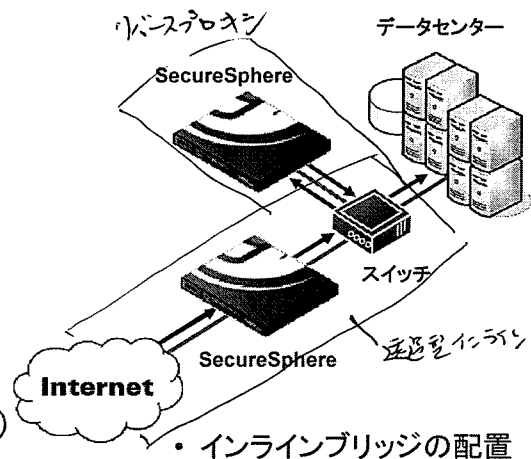 リバースプロキシ
データセンター
SecureSphere
スイッチ
透過型インライン
SecureSphere
Internet
• インラインブリッジの配置